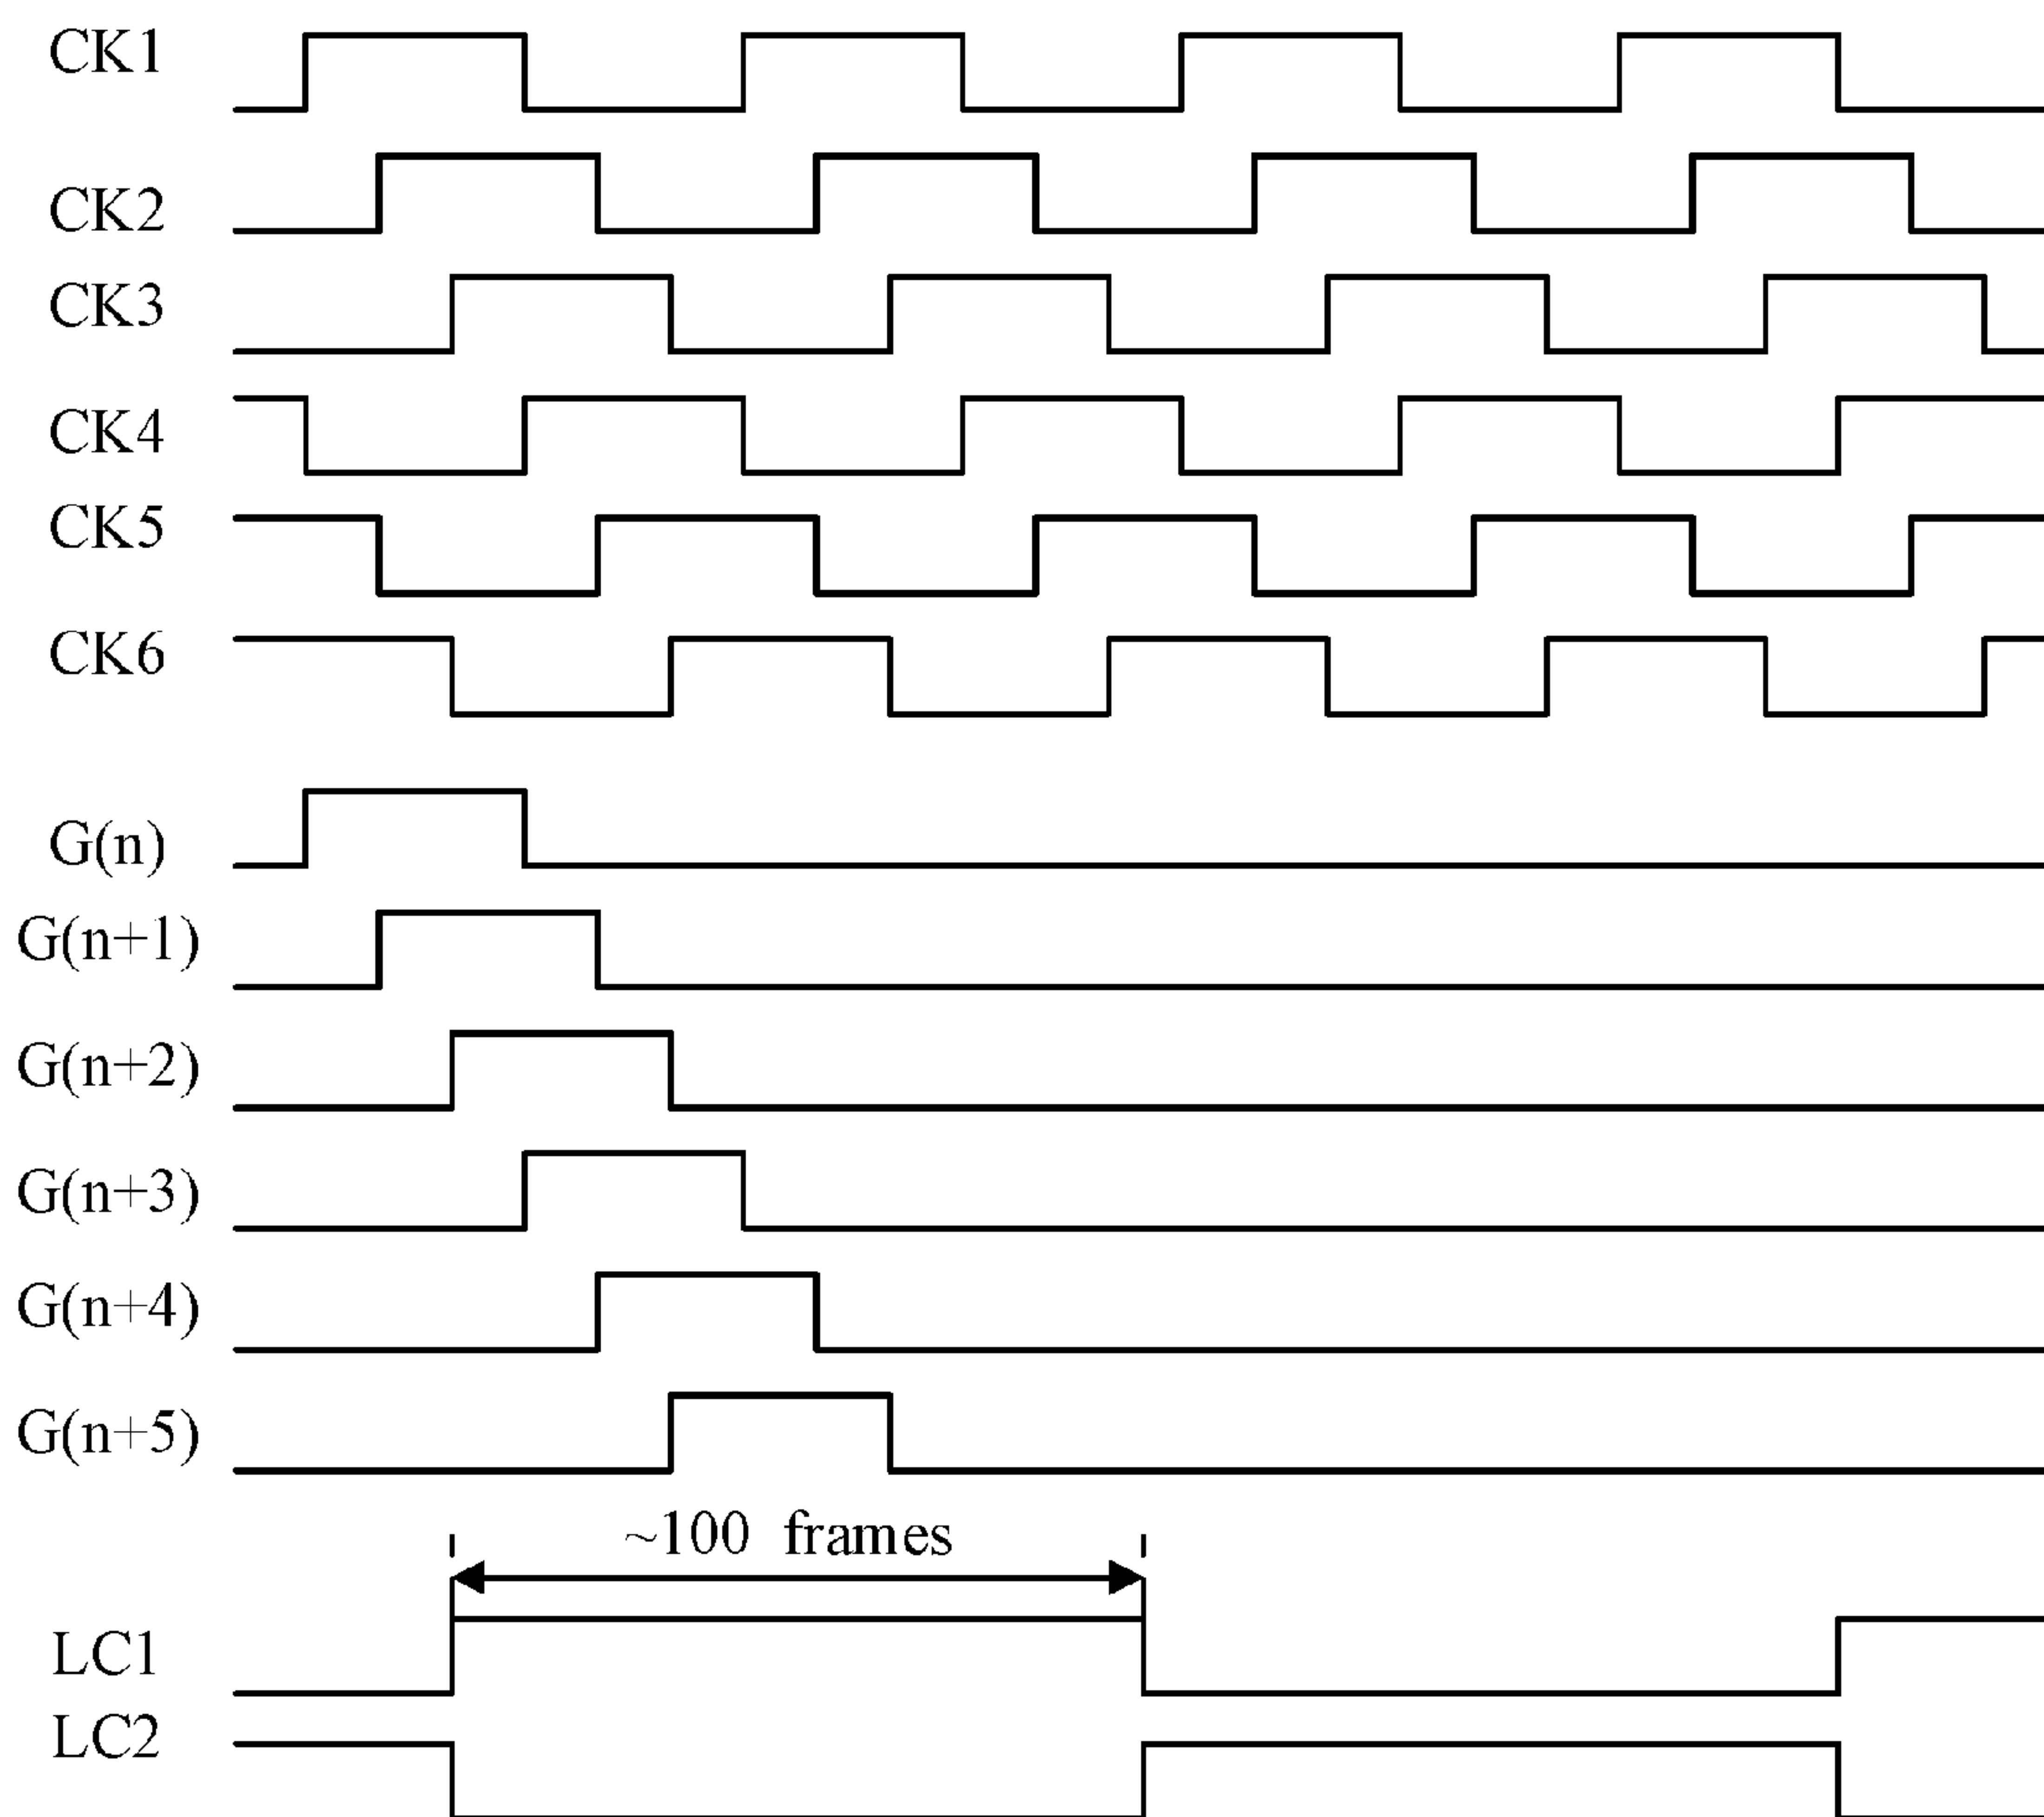 CK1
CK2
CK3
CK4
CK5
CK6
G(n)
G(n+1)
G(n+2)
G(n+3)
G(n+4)
G(n+5)
~100 frames
LC1
LC2